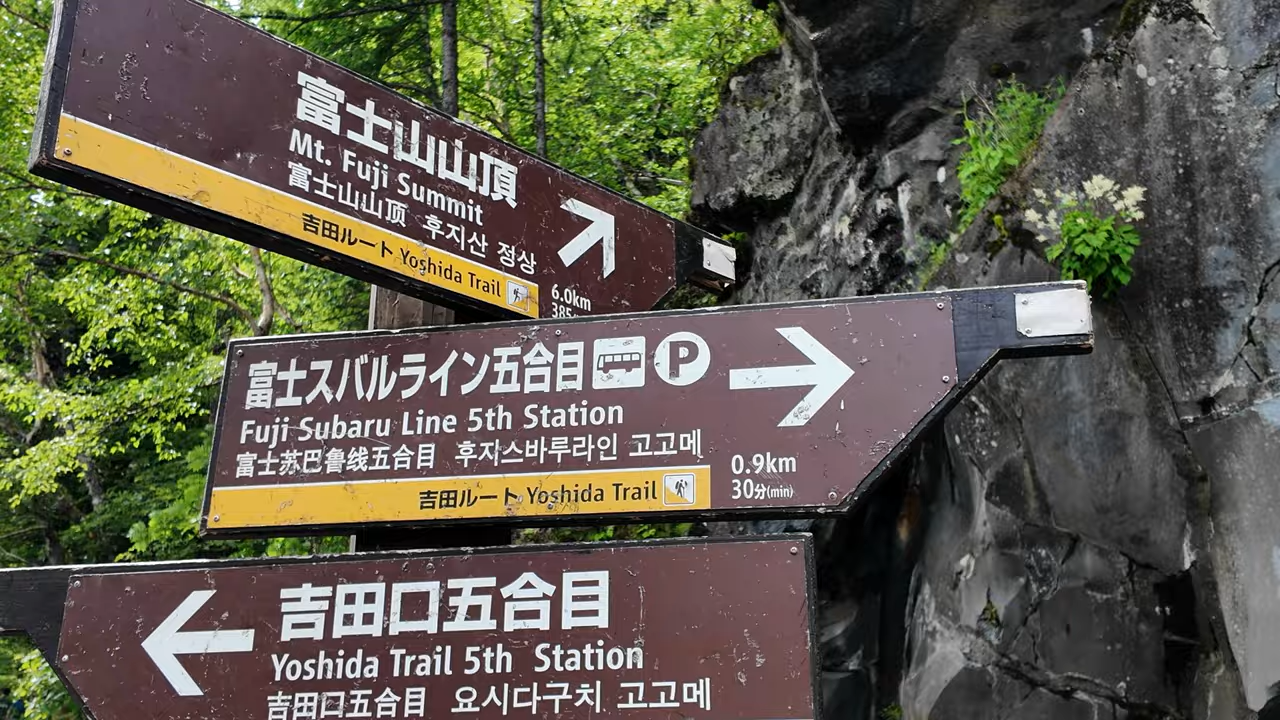 富士山山頂
Mt. Fuji Summit
富士山山顶 후지산 정상
吉田ルート Yoshida Trail
6.0km
富士スバルライン五合目 P
Fuji Subaru Line 5th Station
富士苏巴鲁线五合目 후지스바루라인 고고메
吉田ルート Yoshida Trail
0.9km
30分(min)
吉田口五合目
Yoshida Trail 5th Station
吉田口五合目 요시다구치 고고메